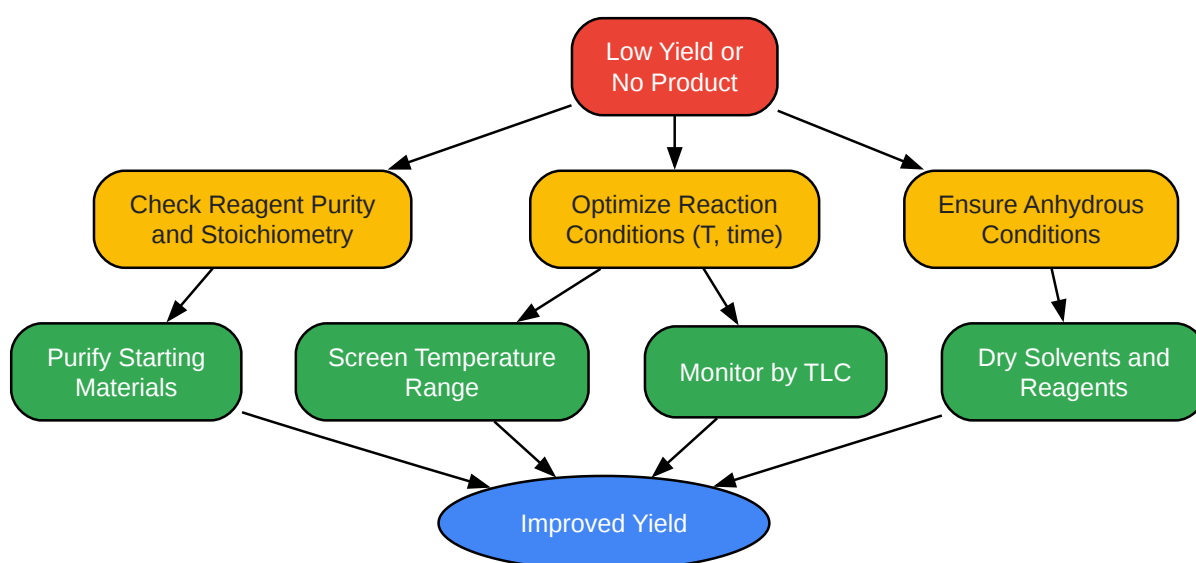 Low Yield or
No Product
Check Reagent Purity
and Stoichiometry
Optimize Reaction
Conditions (T, time)
Ensure Anhydrous
Conditions
Purify Starting
Materials
Screen Temperature
Range
Monitor by TLC
Dry Solvents and
Reagents
Improved Yield